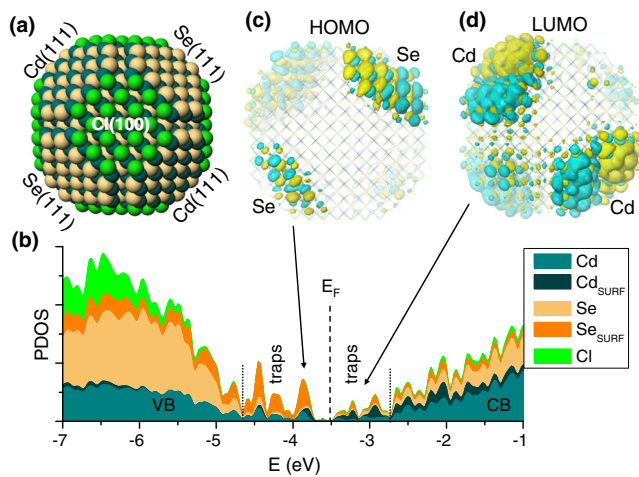 (a)
Cd(111)
Se(111)
Cl(100)
Se(111)
Cd(111)
(c)
HOMO
Se
Se
(d)
LUMO
Cd
Cd
(b)
PDOS
E_F
traps
traps
VB
CB
Cd
Cd_SURF
Se
Se_SURF
Cl
-7 -6 -5 -4 -3 -2 -1
E (eV)